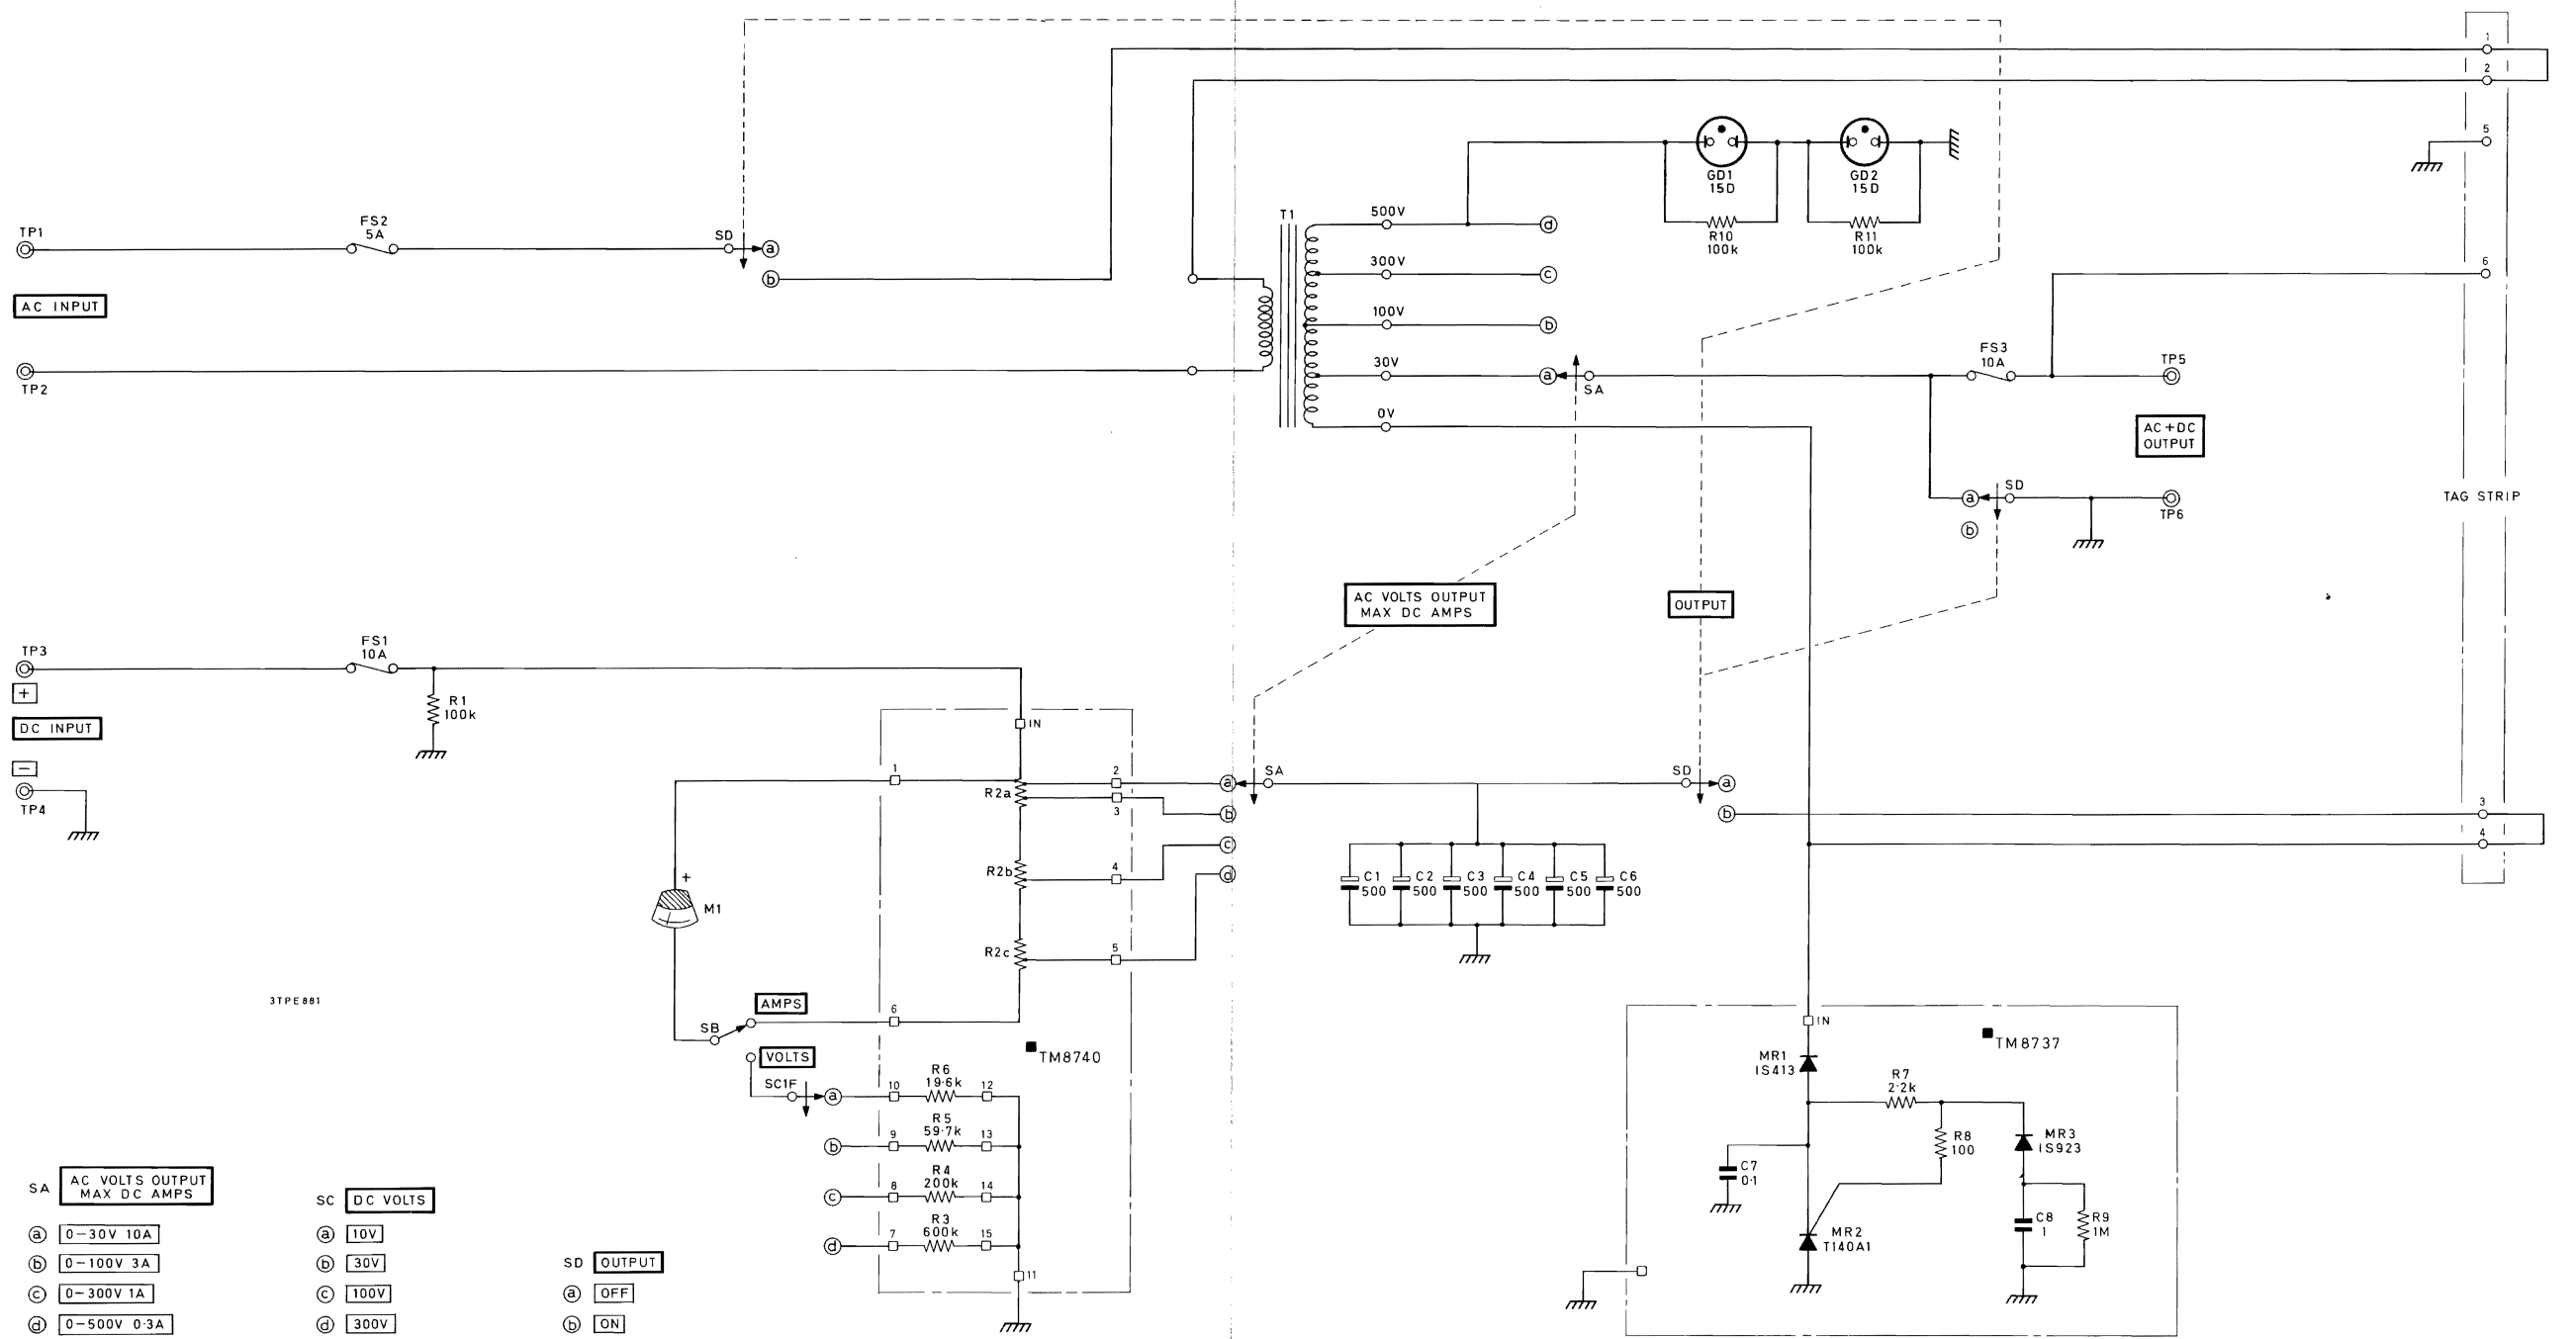 1
2
GD1
15D
GD2
15D
5
R10
100k
R11
100k
T1
500V
d
300V
c
100V
b
30V
a
SA
0V
TP1
FS2
5A
SD
a
b
AC INPUT
TP2
6
FS3
10A
TP5
AC+DC
OUTPUT
a
SD
b
TP6
TAG STRIP
AC VOLTS OUTPUT
MAX DC AMPS
OUTPUT
TP3
+
FS1
10A
R1
100k
DC INPUT
−
TP4
IN
1
R2a
2
3
R2b
4
R2c
5
a
SA
b
c
d
SD
a
b
3
4
C1
500
C2
500
C3
500
C4
500
C5
500
C6
500
+
M1
3TPE881
AMPS
SB
6
VOLTS
TM8740
SC1F
a
10
R6
19·6k
12
b
9
R5
59·7k
13
c
8
R4
200k
14
d
7
R3
600k
15
11
IN
TM8737
MR1
IS413
R7
2·2k
R8
100
MR3
IS923
C7
0·1
MR2
T140A1
C8
1
R9
1M
SA
AC VOLTS OUTPUT
MAX DC AMPS
a 0−30V 10A
b 0−100V 3A
c 0−300V 1A
d 0−500V 0·3A
SC DC VOLTS
a 10V
b 30V
c 100V
d 300V
SD OUTPUT
a OFF
b ON